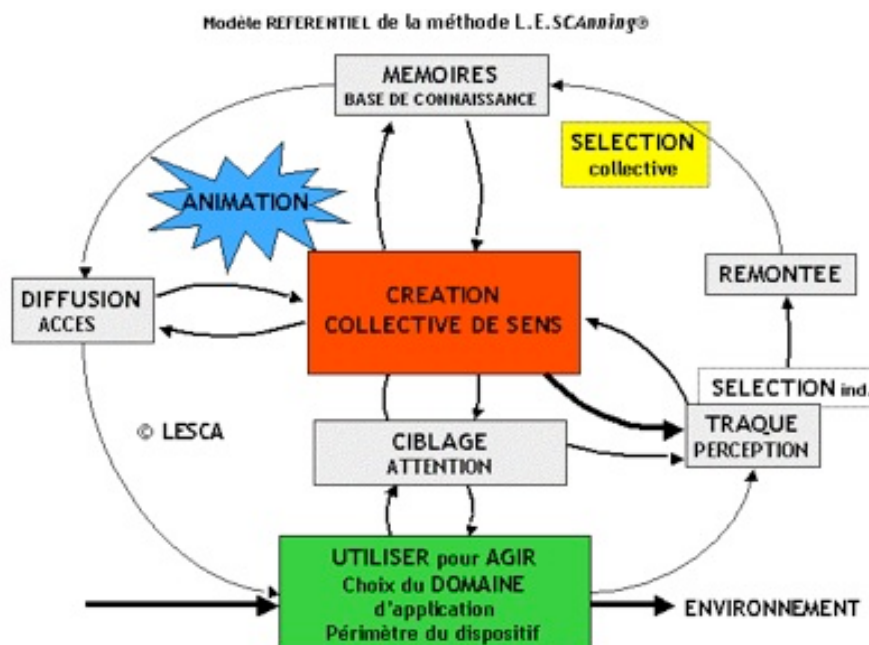 Modèle REFERENTIEL de la méthode L.E.SCAnning®
MEMOIRES
BASE DE CONNAISSANCE
SELECTION
collective
ANIMATION
DIFFUSION
ACCES
CREATION
COLLECTIVE DE SENS
REMONTEE
SELECTION ind.
TRAQUE
PERCEPTION
© LESCA
CIBLAGE
ATTENTION
UTILISER pour AGIR
Choix du DOMAINE
d'application
Périmètre du dispositif
ENVIRONNEMENT